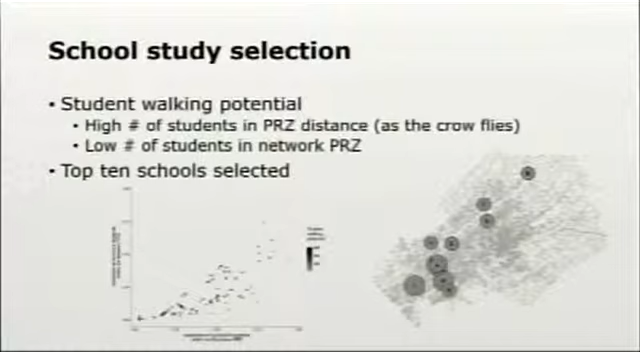 School study selection
• Student walking potential
• High # of students in PRZ distance (as the crow flies)
• Low # of students in network PRZ
• Top ten schools selected